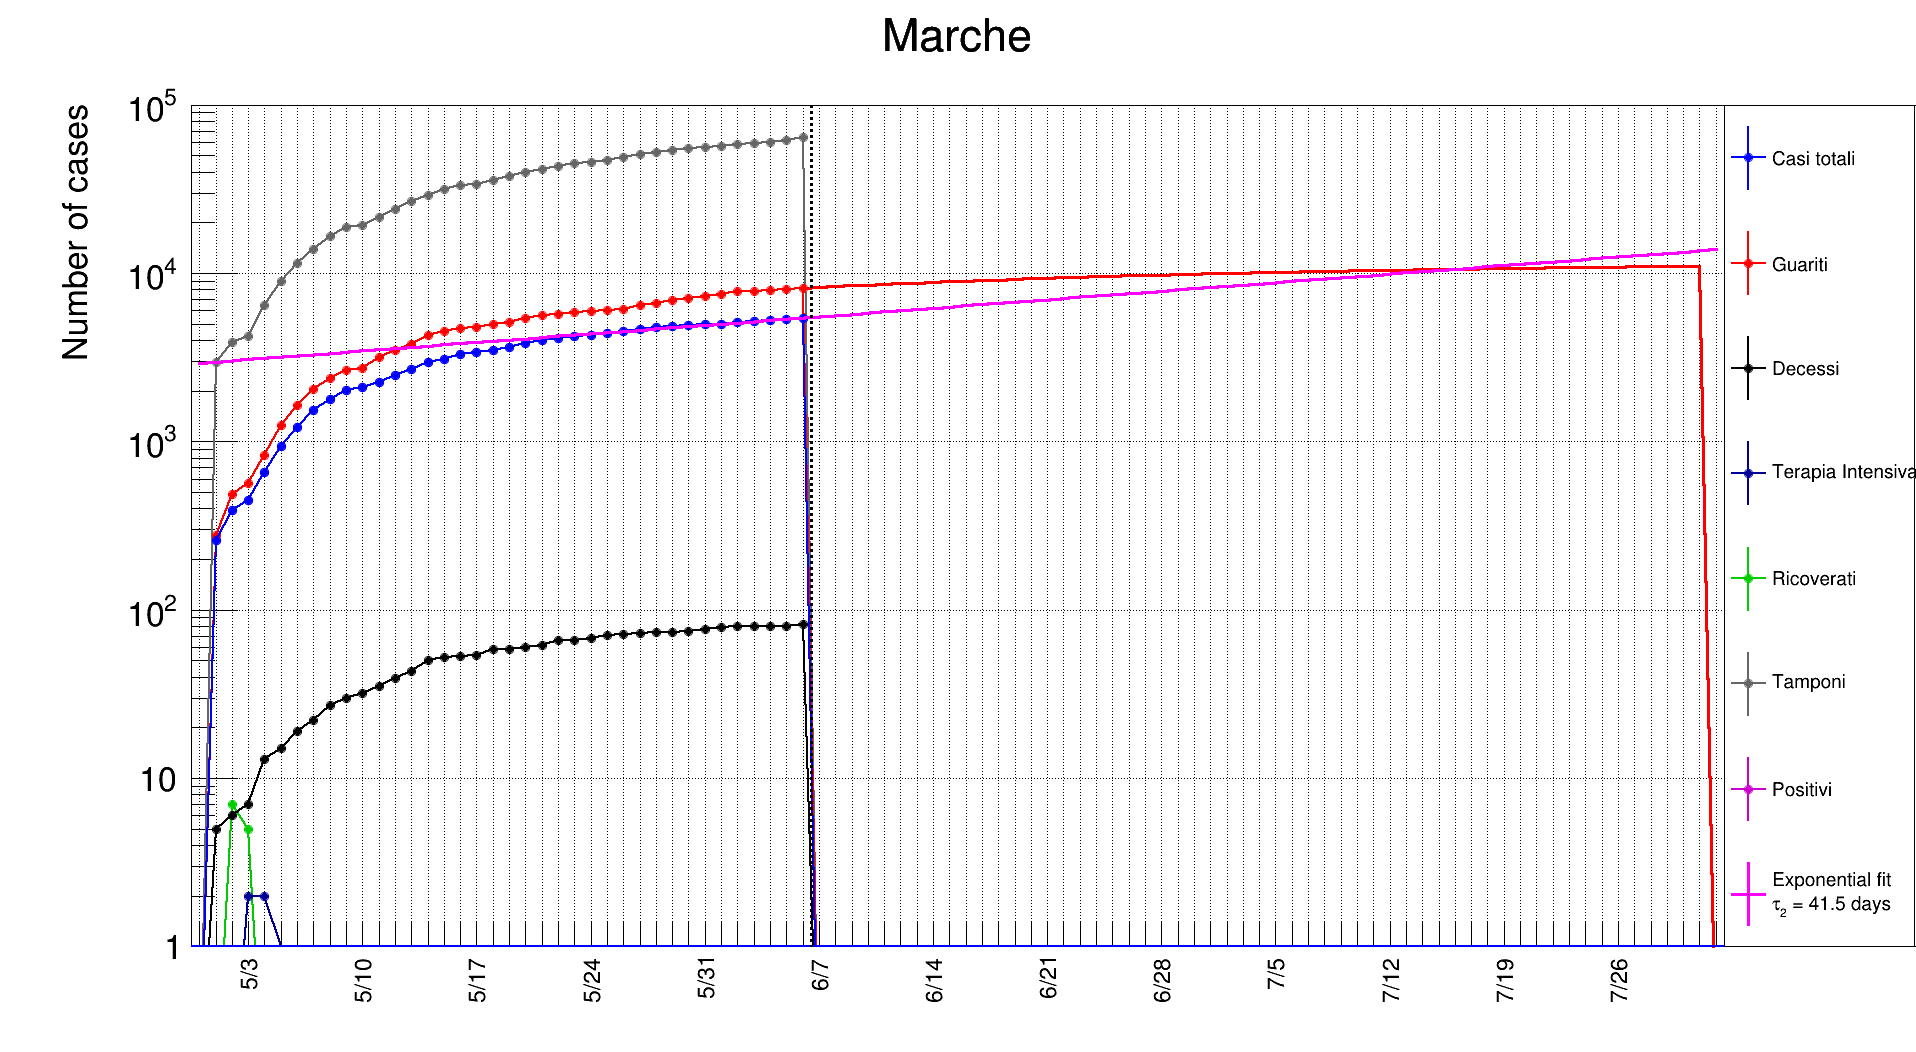 Marche
Number of cases
10^5
10^4
10^3
10^2
10
1
5/3 5/10 5/17 5/24 5/31 6/7 6/14 6/21 6/28 7/5 7/12 7/19 7/26
Casi totali
Guariti
Decessi
Terapia Intensiva
Ricoverati
Tamponi
Positivi
Exponential fit
τ₂ = 41.5 days